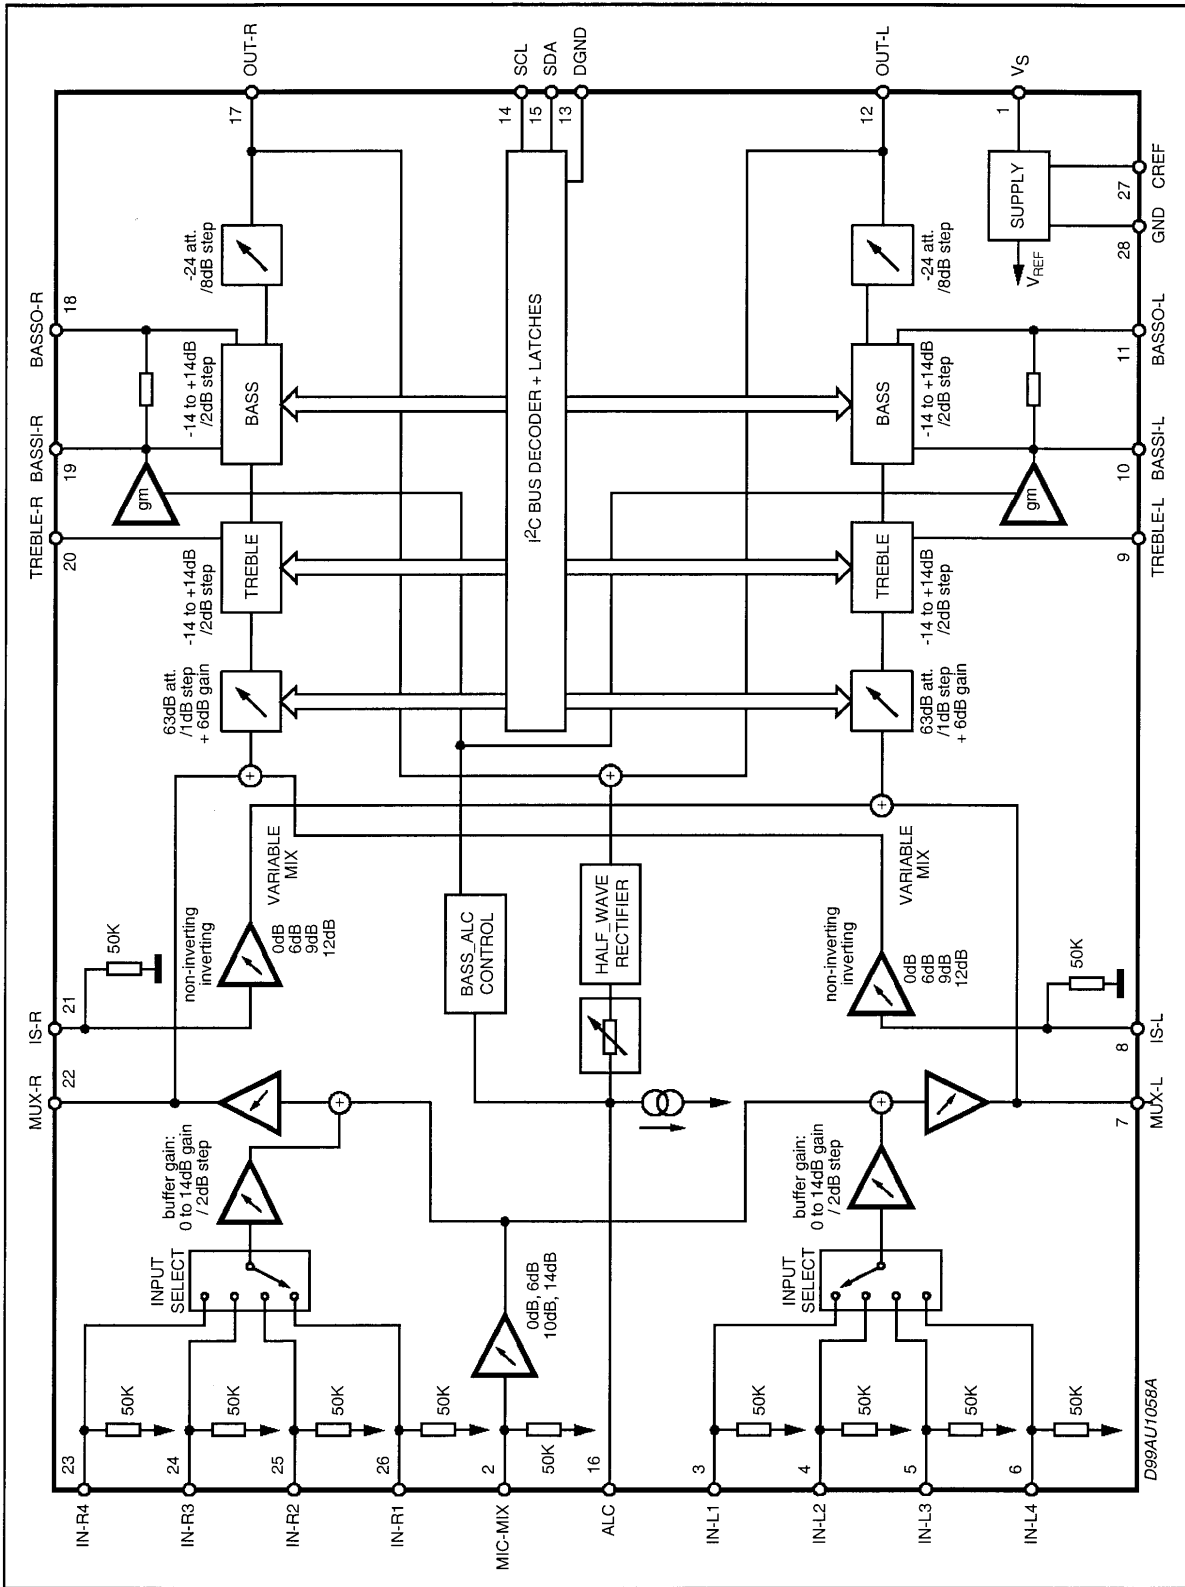 OUT-R
17
SCL
14
SDA
15
DGND
13
OUT-L
12
VS
1
CREF
27
GND
28
SUPPLY
VREF
-24 att.
/8dB step
-24 att.
/8dB step
BASSO-R
18
BASSI-R
19
TREBLE-R
20
gm
BASS
-14 to +14dB
/2dB step
TREBLE
-14 to +14dB
/2dB step
63dB att.
/1dB step
+ 6dB gain
I2C BUS DECODER + LATCHES
BASS
-14 to +14dB
/2dB step
TREBLE
-14 to +14dB
/2dB step
63dB att.
/1dB step
+ 6dB gain
gm
BASSO-L
11
BASSI-L
10
TREBLE-L
9
+
+
+
VARIABLE
MIX
non-inverting
inverting
0dB
6dB
9dB
12dB
50K
IS-R
21
MUX-R
22
BASS_ALC
CONTROL
HALF_WAVE
RECTIFIER
VARIABLE
MIX
non-inverting
inverting
0dB
6dB
9dB
12dB
50K
IS-L
8
MUX-L
7
+
+
buffer gain:
0 to 14dB gain
/ 2dB step
INPUT
SELECT
0dB, 6dB
10dB, 14dB
buffer gain:
0 to 14dB gain
/ 2dB step
INPUT
SELECT
50K
50K
50K
50K
50K
50K
50K
50K
50K
23
IN-R4
24
IN-R3
25
IN-R2
26
IN-R1
2
MIC-MIX
16
ALC
3
IN-L1
4
IN-L2
5
IN-L3
6
IN-L4
D99AU1058A